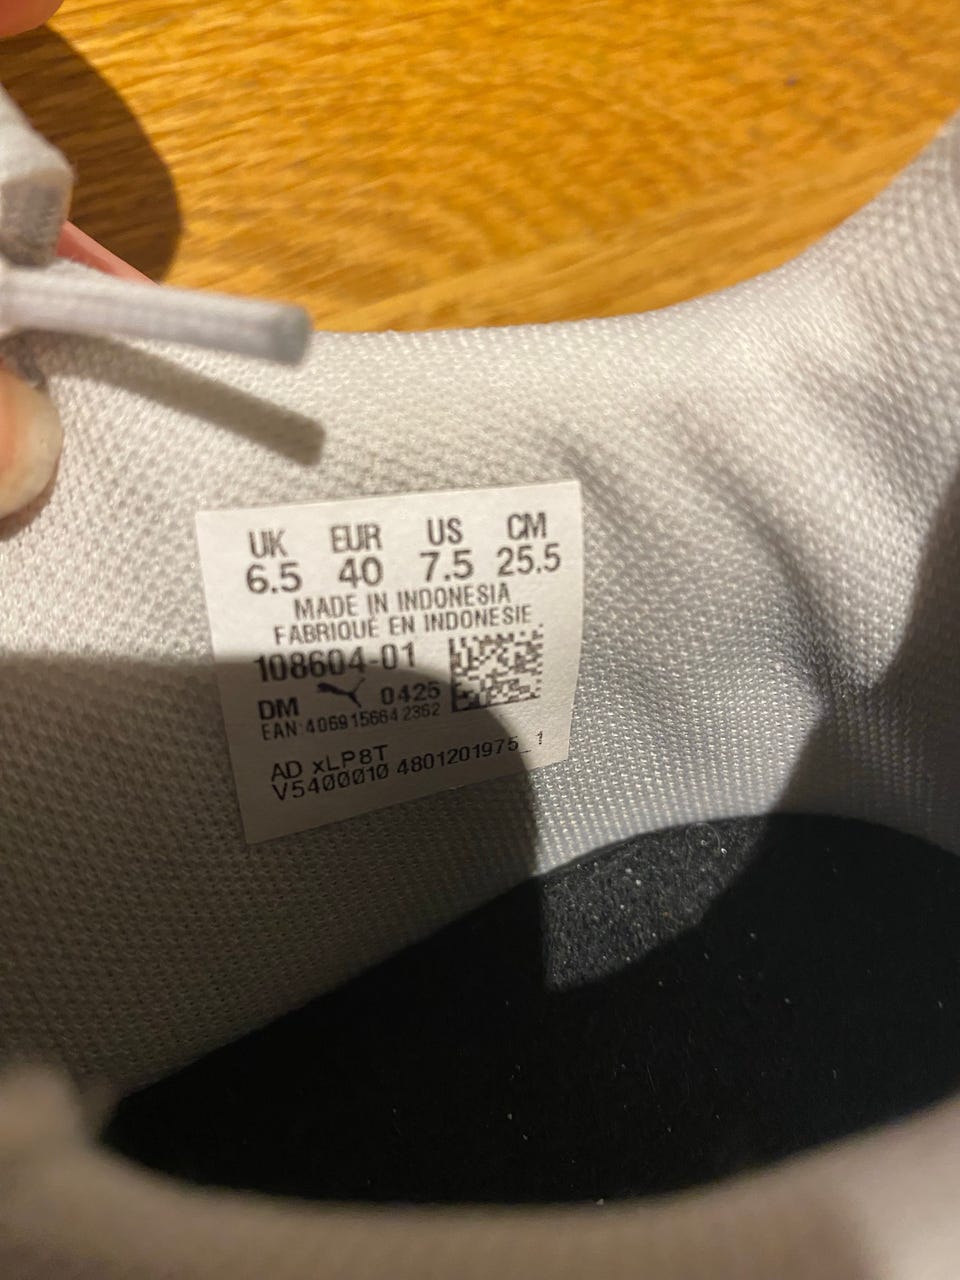 UK EUR US CM
6.5 40 7.5 25.5
MADE IN INDONESIA
FABRIQUÉ EN INDONESIE
108604-01
DM 0425
EAN:4069156642362
AD xLP8T
V5400010 4801201975_1